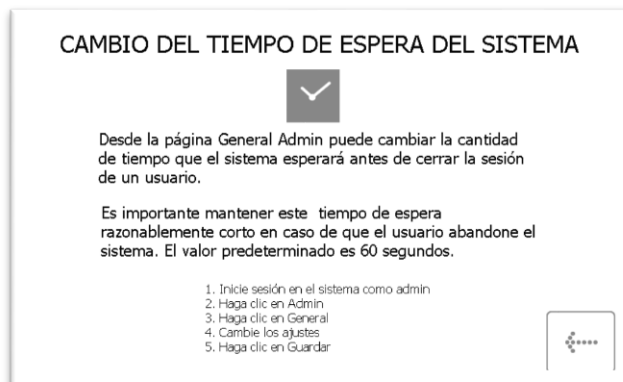 CAMBIO DEL TIEMPO DE ESPERA DEL SISTEMA
Desde la página General Admin puede cambiar la cantidad
de tiempo que el sistema esperará antes de cerrar la sesión
de un usuario.
Es importante mantener este tiempo de espera
razonablemente corto en caso de que el usuario abandone el
sistema. El valor predeterminado es 60 segundos.
1. Inicie sesión en el sistema como admin
2. Haga clic en Admin
3. Haga clic en General
4. Cambie los ajustes
5. Haga clic en Guardar